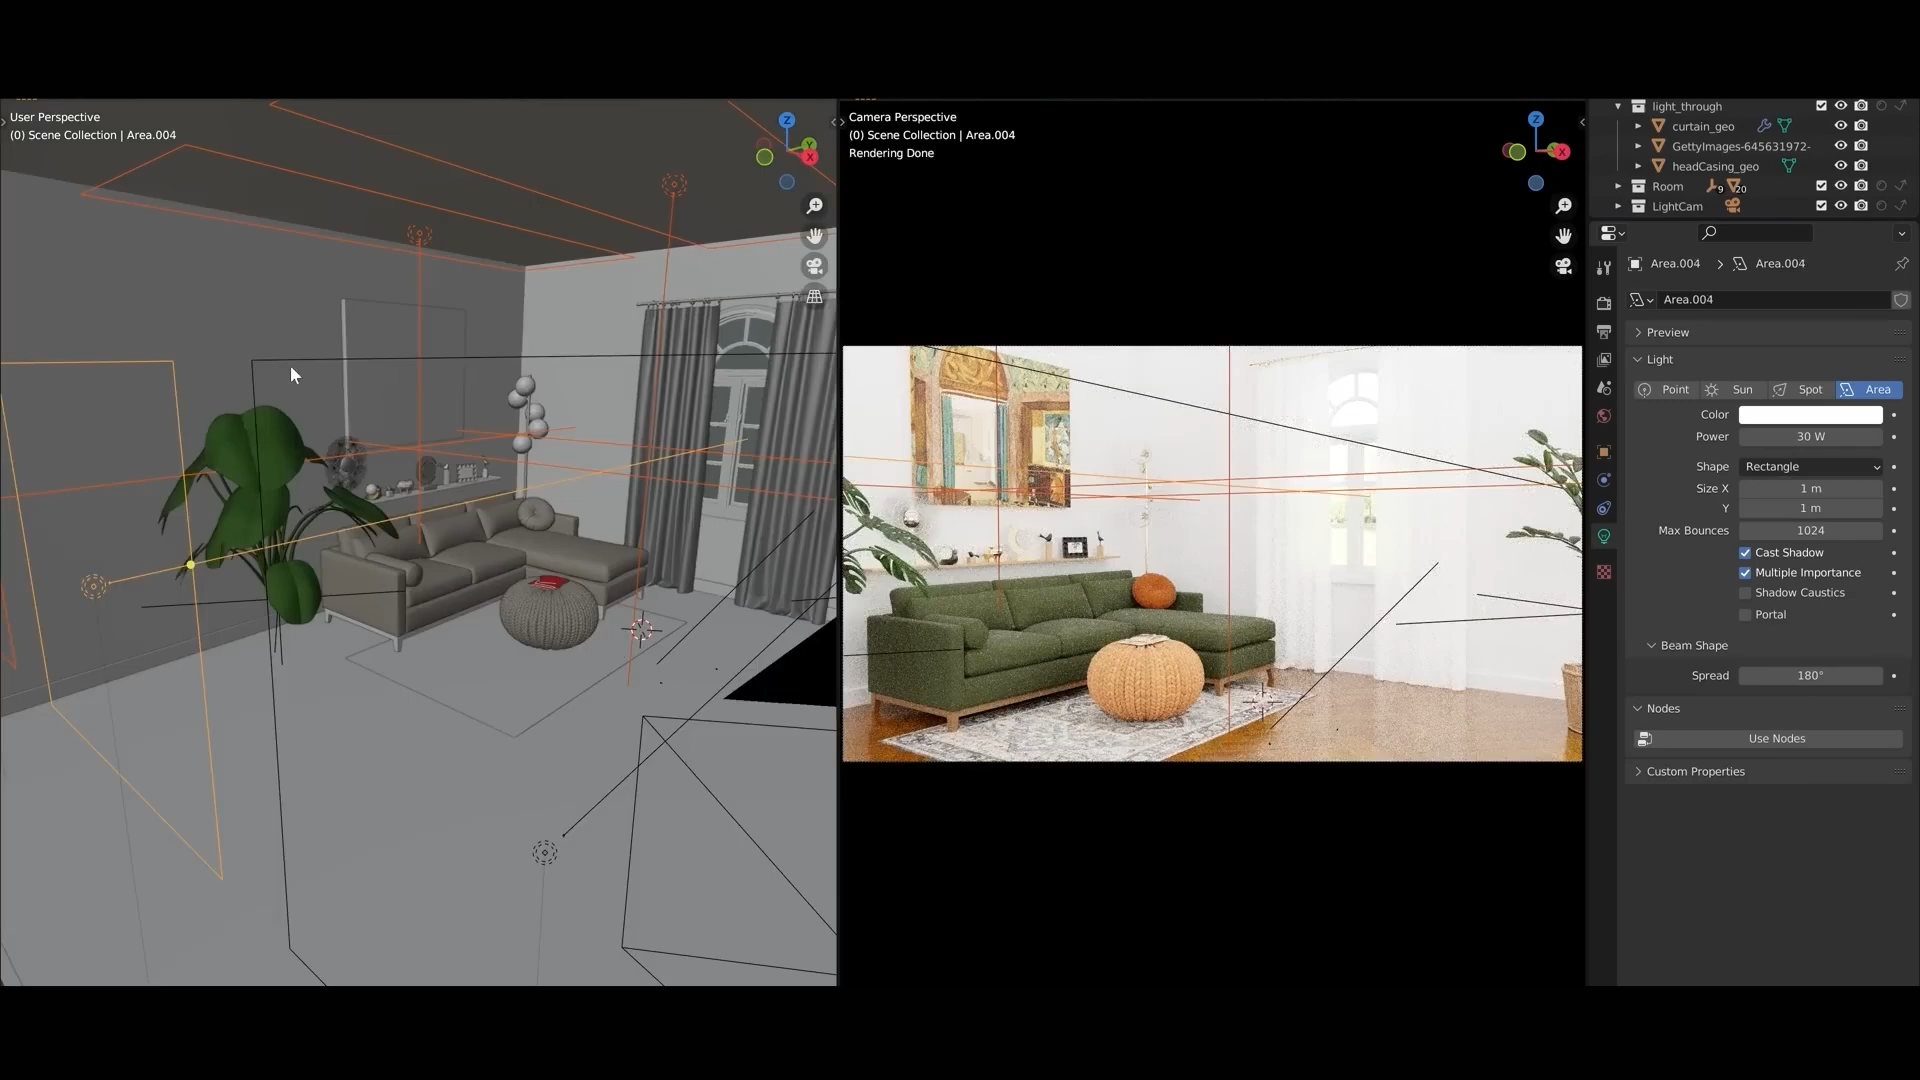 User Perspective
(0) Scene Collection | Area.004
Z
Y
X
Camera Perspective
(0) Scene Collection | Area.004
Rendering Done
Z
X
light_through
curtain_geo
GettyImages-645631972-
headCasing_geo
Room 9 20
LightCam
Area.004 > Area.004
Area.004
Preview
Light
Point Sun Spot Area
Color
Power 30 W
Shape Rectangle
Size X 1 m
Y 1 m
Max Bounces 1024
Cast Shadow
Multiple Importance
Shadow Caustics
Portal
Beam Shape
Spread 180°
Nodes
Use Nodes
Custom Properties